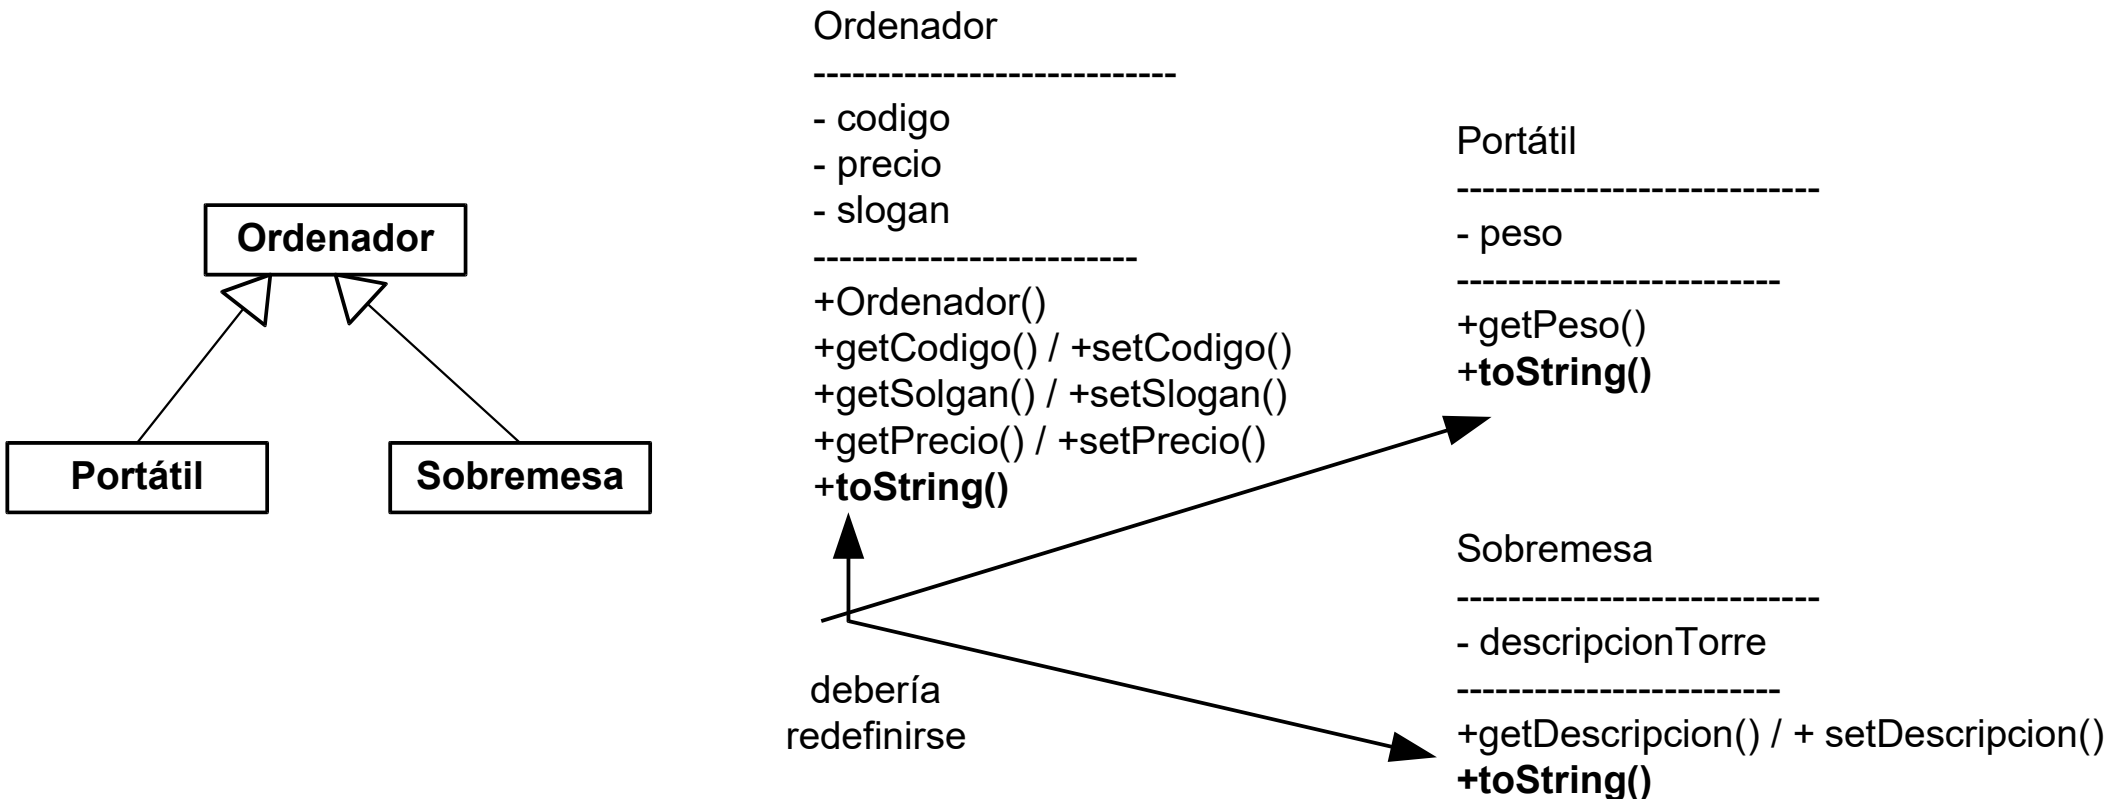 Ordenador
Portátil
Sobremesa
Ordenador
----------------------------
- codigo
- precio
- slogan
-------------------------
+Ordenador()
+getCodigo() / +setCodigo()
+getSolgan() / +setSlogan()
+getPrecio() / +setPrecio()
+toString()
debería
redefinirse
Portátil
----------------------------
- peso
-------------------------
+getPeso()
+toString()
Sobremesa
----------------------------
- descripcionTorre
-------------------------
+getDescripcion() / + setDescripcion()
+toString()